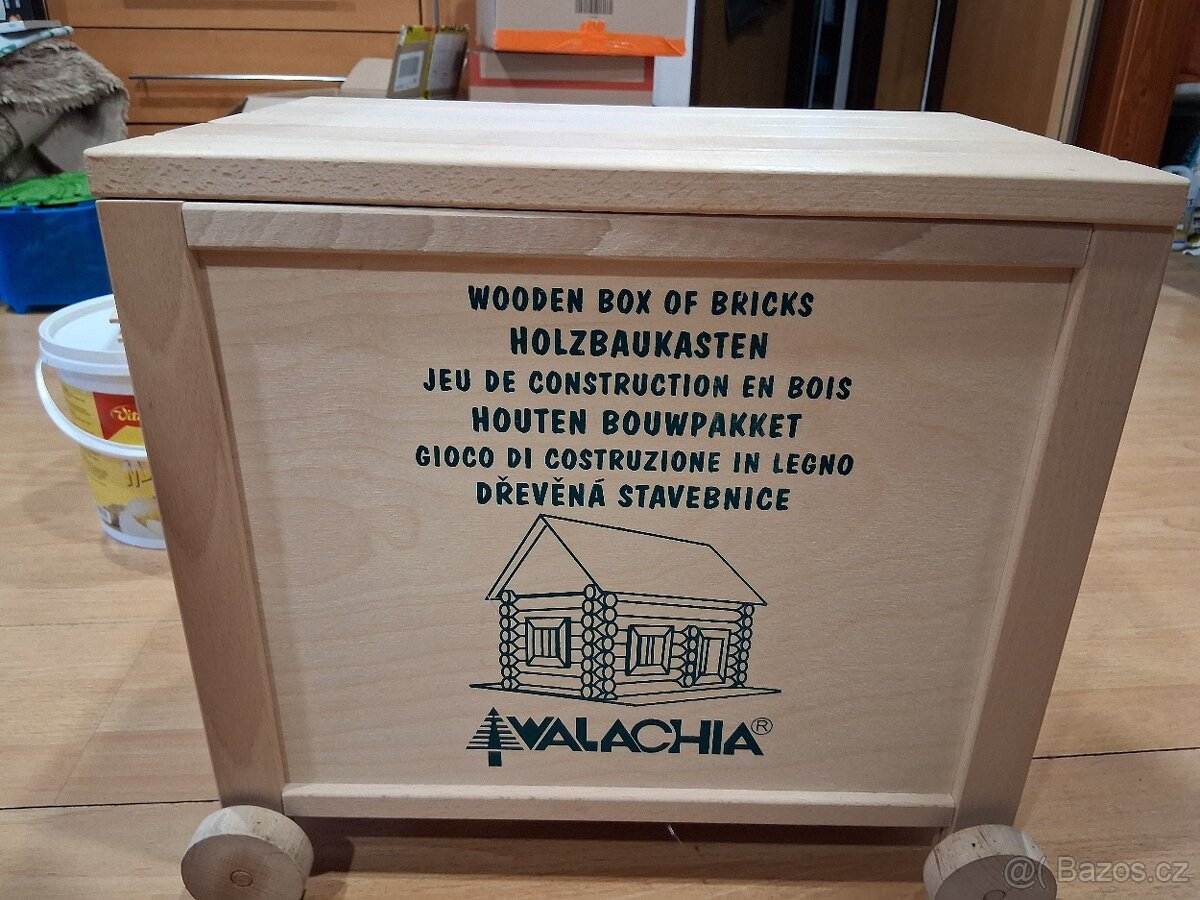 WOODEN BOX OF BRICKS
HOLZBAUKASTEN
JEU DE CONSTRUCTION EN BOIS
HOUTEN BOUWPAKKET
GIOCO DI COSTRUZIONE IN LEGNO
DŘEVĚNÁ STAVEBNICE
WALACHIA®
Bazos.cz